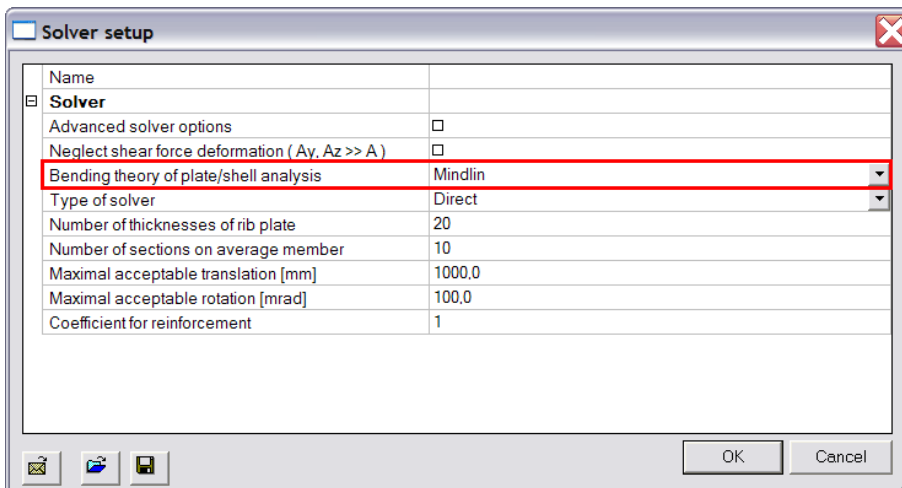 Solver setup
Name
Solver
Advanced solver options
Neglect shear force deformation ( Ay, Az >> A )
Bending theory of plate/shell analysis Mindlin
Type of solver Direct
Number of thicknesses of rib plate 20
Number of sections on average member 10
Maximal acceptable translation [mm] 1000,0
Maximal acceptable rotation [mrad] 100,0
Coefficient for reinforcement 1
OK Cancel